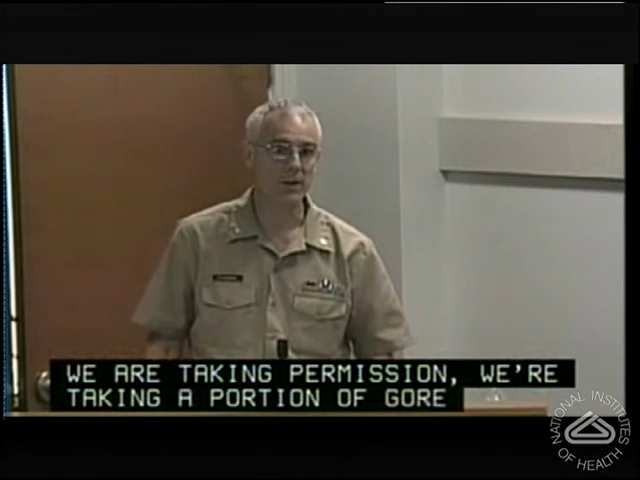 WE ARE TAKING PERMISSION, WE'RE
TAKING A PORTION OF GORE
NATIONAL INSTITUTES
OF HEALTH